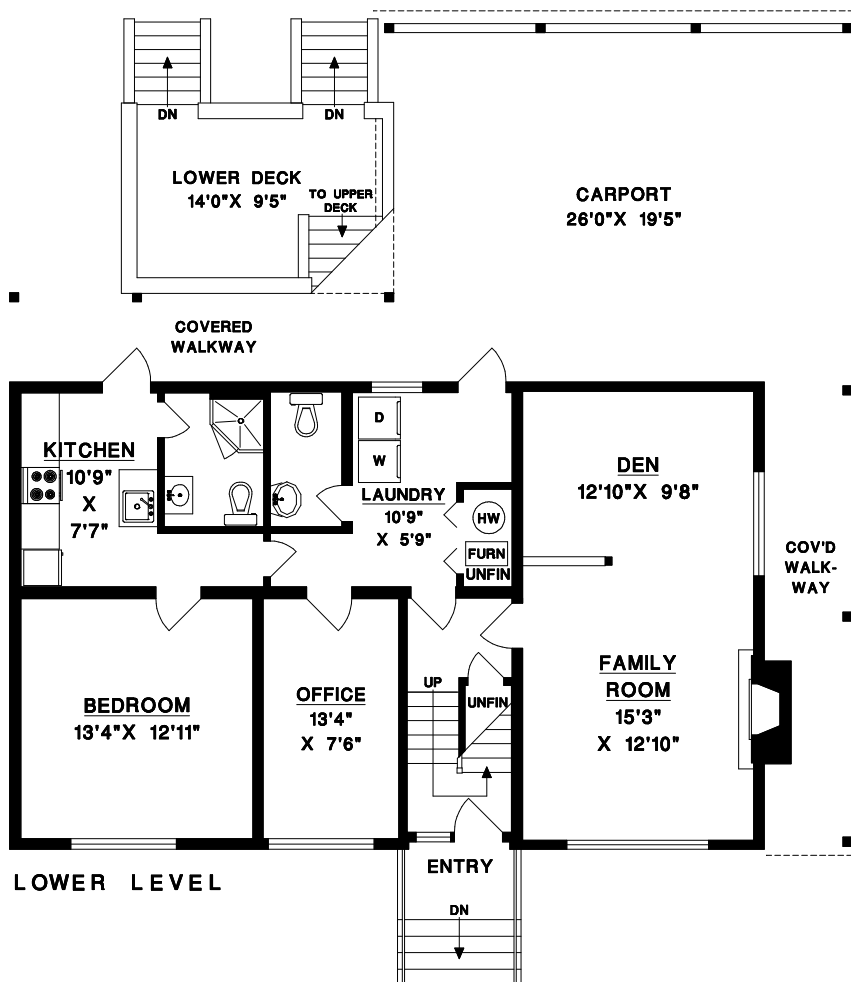 DN
DN
LOWER DECK
14'0"X 9'5"
TO UPPER
DECK
CARPORT
26'0"X 19'5"
COVERED
WALKWAY
KITCHEN
10'9"
X
7'7"
D
W
LAUNDRY
10'9"
X 5'9"
HW
FURN
UNFIN
DEN
12'10"X 9'8"
COV'D
WALK-
WAY
BEDROOM
13'4"X 12'11"
OFFICE
13'4"
X 7'6"
UP
UNFIN
FAMILY
ROOM
15'3"
X 12'10"
ENTRY
LOWER LEVEL
DN